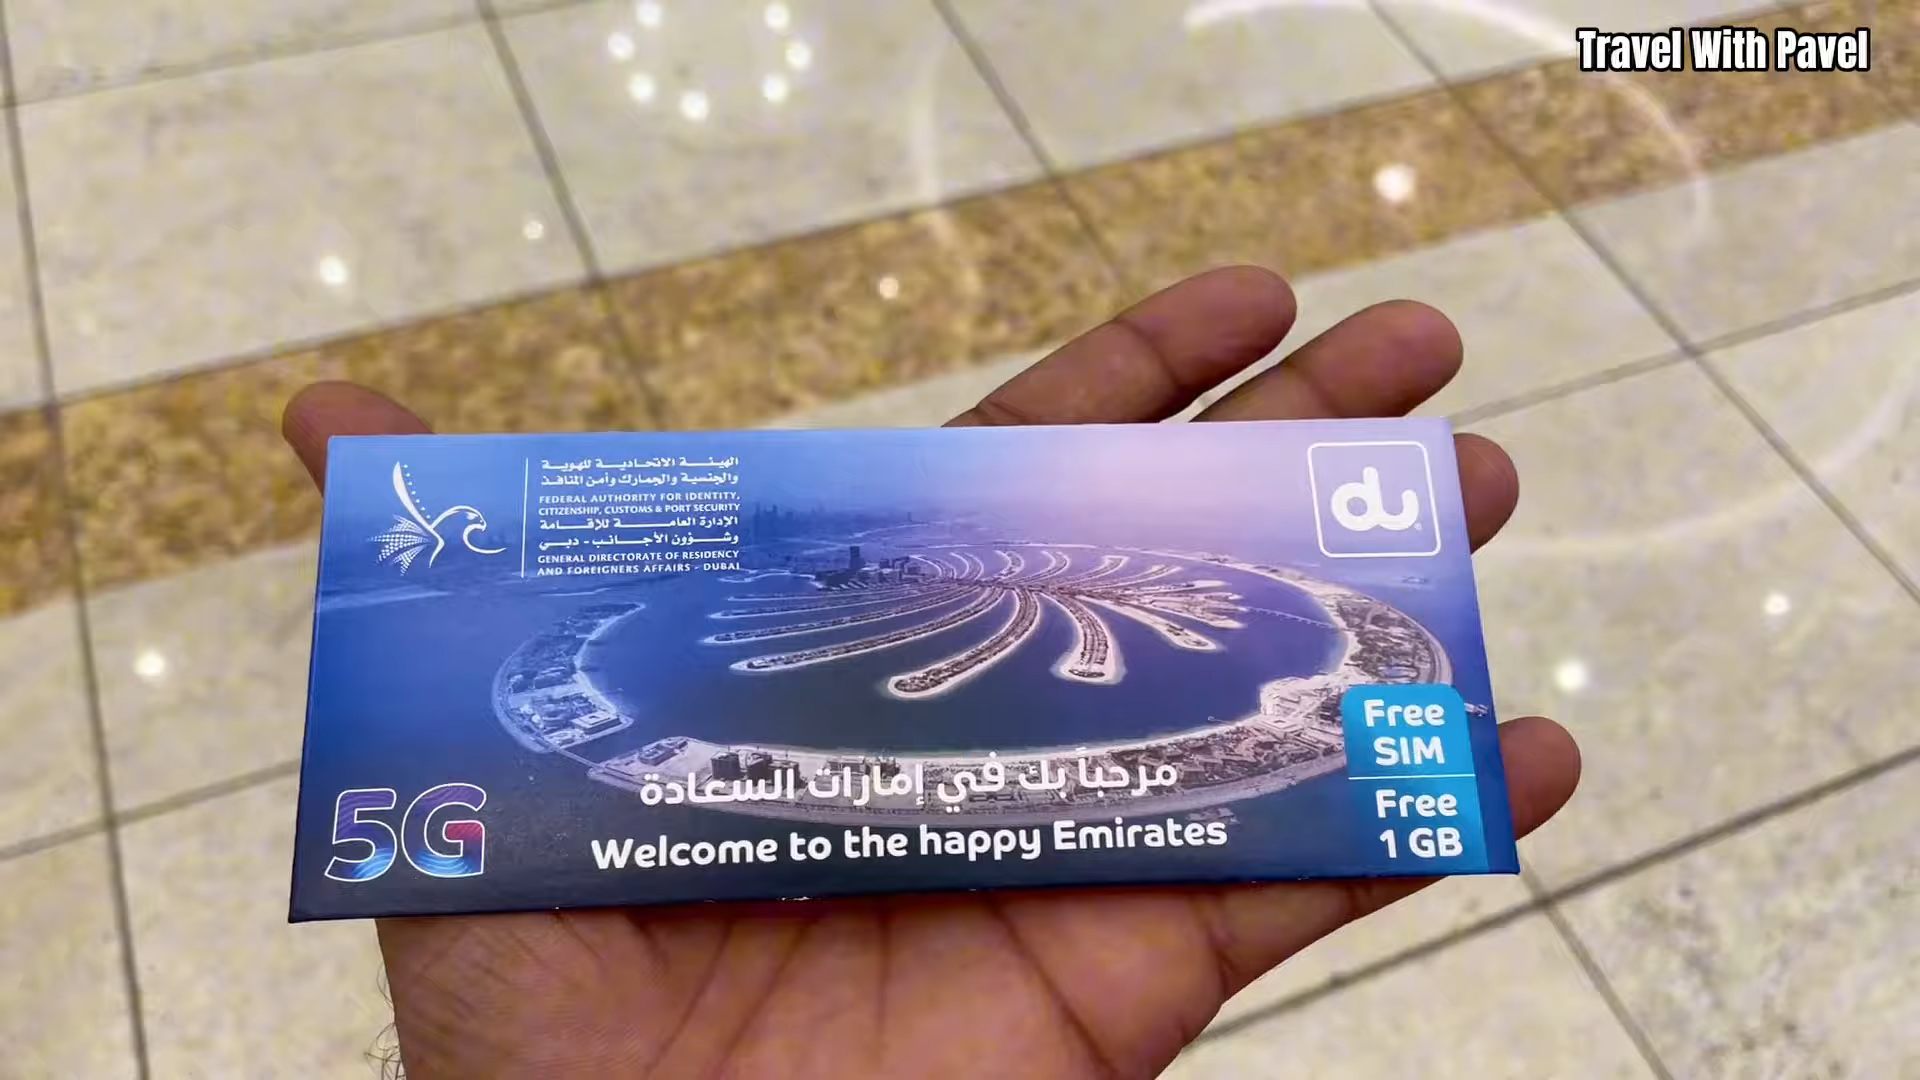 Travel With Pavel
الهيئة الاتحادية للهوية
والجنسية والجمارك وأمن المنافذ
FEDERAL AUTHORITY FOR IDENTITY,
CITIZENSHIP, CUSTOMS & PORT SECURITY
الإدارة العامة للإقامة
وشؤون الأجانب - دبي
GENERAL DIRECTORATE OF RESIDENCY
AND FOREIGNERS AFFAIRS - DUBAI
du
Free
SIM
Free
1 GB
5G
مرحباً بك في إمارات السعادة
Welcome to the happy Emirates